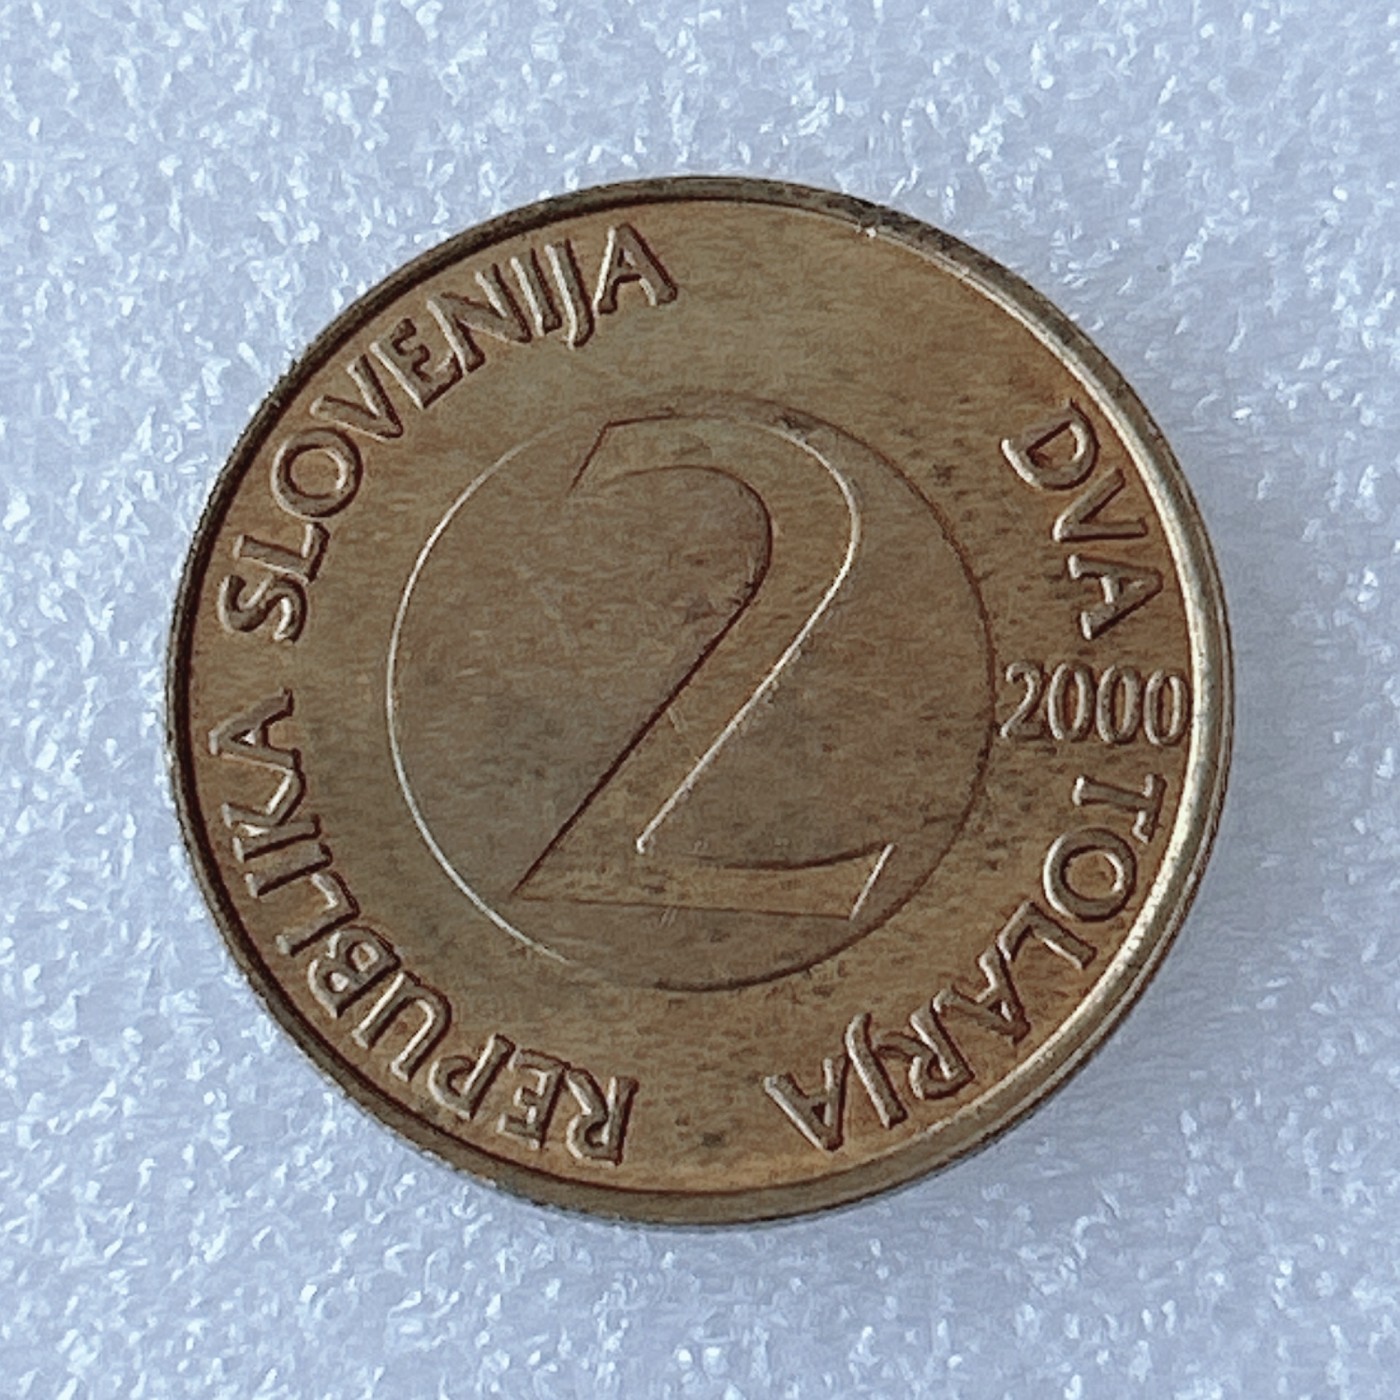 REPUBLIKA SLOVENIJA
2
DVA TOLARJA
2000